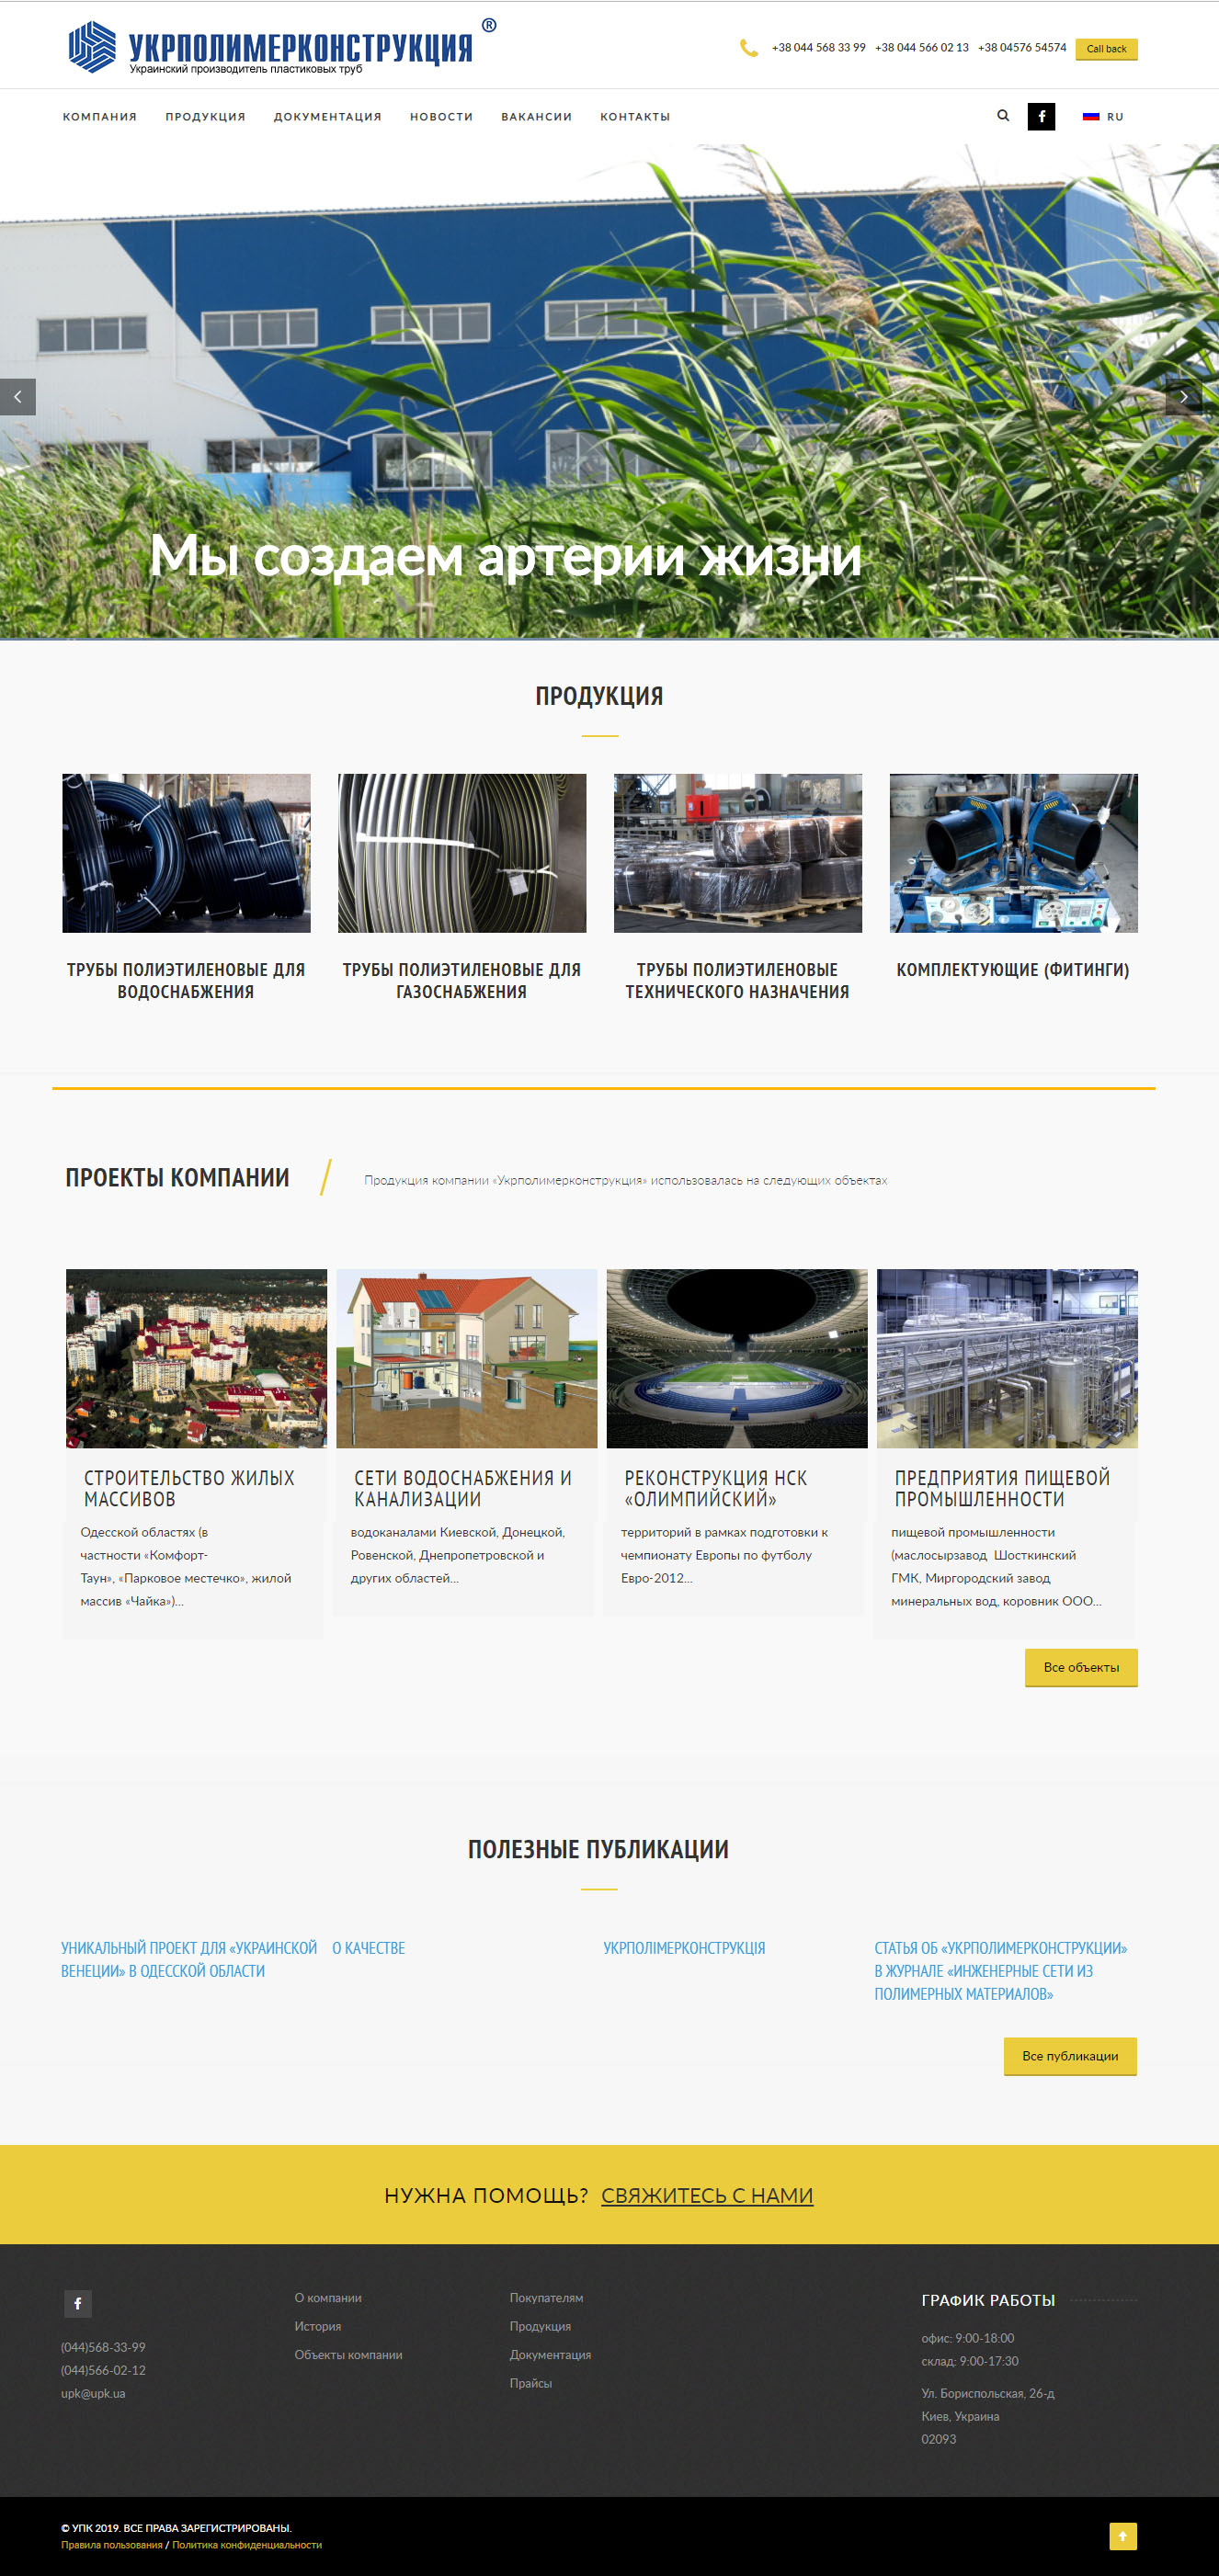 УКРПОЛИМЕРКОНСТРУКЦИЯ ®
Украинский производитель пластиковых труб
+38 044 568 33 99 +38 044 566 02 13 +38 04576 54574 Call back
КОМПАНИЯ ПРОДУКЦИЯ ДОКУМЕНТАЦИЯ НОВОСТИ ВАКАНСИИ КОНТАКТЫ RU
Мы создаем артерии жизни
ПРОДУКЦИЯ
ТРУБЫ ПОЛИЭТИЛЕНОВЫЕ ДЛЯ
ВОДОСНАБЖЕНИЯ
ТРУБЫ ПОЛИЭТИЛЕНОВЫЕ ДЛЯ
ГАЗОСНАБЖЕНИЯ
ТРУБЫ ПОЛИЭТИЛЕНОВЫЕ
ТЕХНИЧЕСКОГО НАЗНАЧЕНИЯ
КОМПЛЕКТУЮЩИЕ (ФИТИНГИ)
ПРОЕКТЫ КОМПАНИИ
Продукция компании «Укрполимерконструкция» использовалась на следующих объектах
СТРОИТЕЛЬСТВО ЖИЛЫХ
МАССИВОВ
Одесской областях (в
частности «Комфорт-
Таун», «Парковое местечко», жилой
массив «Чайка»)...
СЕТИ ВОДОСНАБЖЕНИЯ И
КАНАЛИЗАЦИИ
водоканалами Киевской, Донецкой,
Ровенской, Днепропетровской и
других областей...
РЕКОНСТРУКЦИЯ НСК
«ОЛИМПИЙСКИЙ»
территорий в рамках подготовки к
чемпионату Европы по футболу
Евро-2012...
ПРЕДПРИЯТИЯ ПИЩЕВОЙ
ПРОМЫШЛЕННОСТИ
пищевой промышленности
(маслосырзавод Шосткинский
ГМК, Миргородский завод
минеральных вод, коровник ООО...
Все объекты
ПОЛЕЗНЫЕ ПУБЛИКАЦИИ
УНИКАЛЬНЫЙ ПРОЕКТ ДЛЯ «УКРАИНСКОЙ
ВЕНЕЦИИ» В ОДЕССКОЙ ОБЛАСТИ
О КАЧЕСТВЕ
УКРПОЛІМЕРКОНСТРУКЦІЯ
СТАТЬЯ ОБ «УКРПОЛИМЕРКОНСТРУКЦИИ»
В ЖУРНАЛЕ «ИНЖЕНЕРНЫЕ СЕТИ ИЗ
ПОЛИМЕРНЫХ МАТЕРИАЛОВ»
Все публикации
НУЖНА ПОМОЩЬ? СВЯЖИТЕСЬ С НАМИ
(044)568-33-99
(044)566-02-12
upk@upk.ua
О компании
История
Объекты компании
Покупателям
Продукция
Документация
Прайсы
ГРАФИК РАБОТЫ
офис: 9:00-18:00
склад: 9:00-17:30
Ул. Бориспольская, 26-д
Киев, Украина
02093
© УПК 2019. ВСЕ ПРАВА ЗАРЕГИСТРИРОВАНЫ.
Правила пользования / Политика конфиденциальности